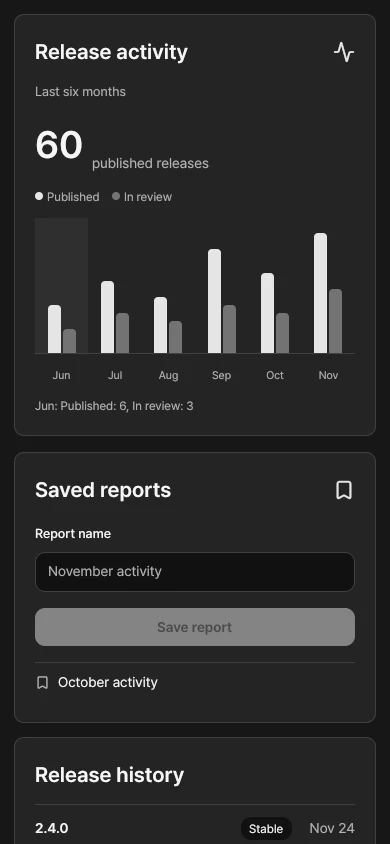 Release activity
Last six months
60 published releases
Published In review
Jun Jul Aug Sep Oct Nov
Jun: Published: 6, In review: 3
Saved reports
Report name
November activity
Save report
October activity
Release history
2.4.0 Stable Nov 24